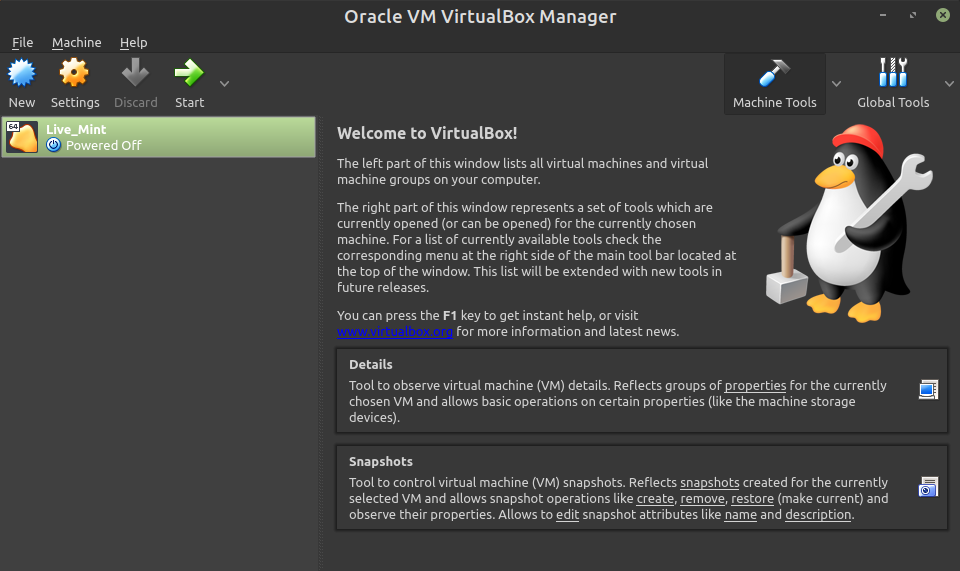 Oracle VM VirtualBox Manager
File Machine Help
New Settings Discard Start Machine Tools Global Tools
64 Live_Mint
Powered Off
Welcome to VirtualBox!
The left part of this window lists all virtual machines and virtual
machine groups on your computer.
The right part of this window represents a set of tools which are
currently opened (or can be opened) for the currently chosen
machine. For a list of currently available tools check the
corresponding menu at the right side of the main tool bar located at
the top of the window. This list will be extended with new tools in
future releases.
You can press the F1 key to get instant help, or visit
www.virtualbox.org for more information and latest news.
Details
Tool to observe virtual machine (VM) details. Reflects groups of properties for the currently
chosen VM and allows basic operations on certain properties (like the machine storage
devices).
Snapshots
Tool to control virtual machine (VM) snapshots. Reflects snapshots created for the currently
selected VM and allows snapshot operations like create, remove, restore (make current) and
observe their properties. Allows to edit snapshot attributes like name and description.